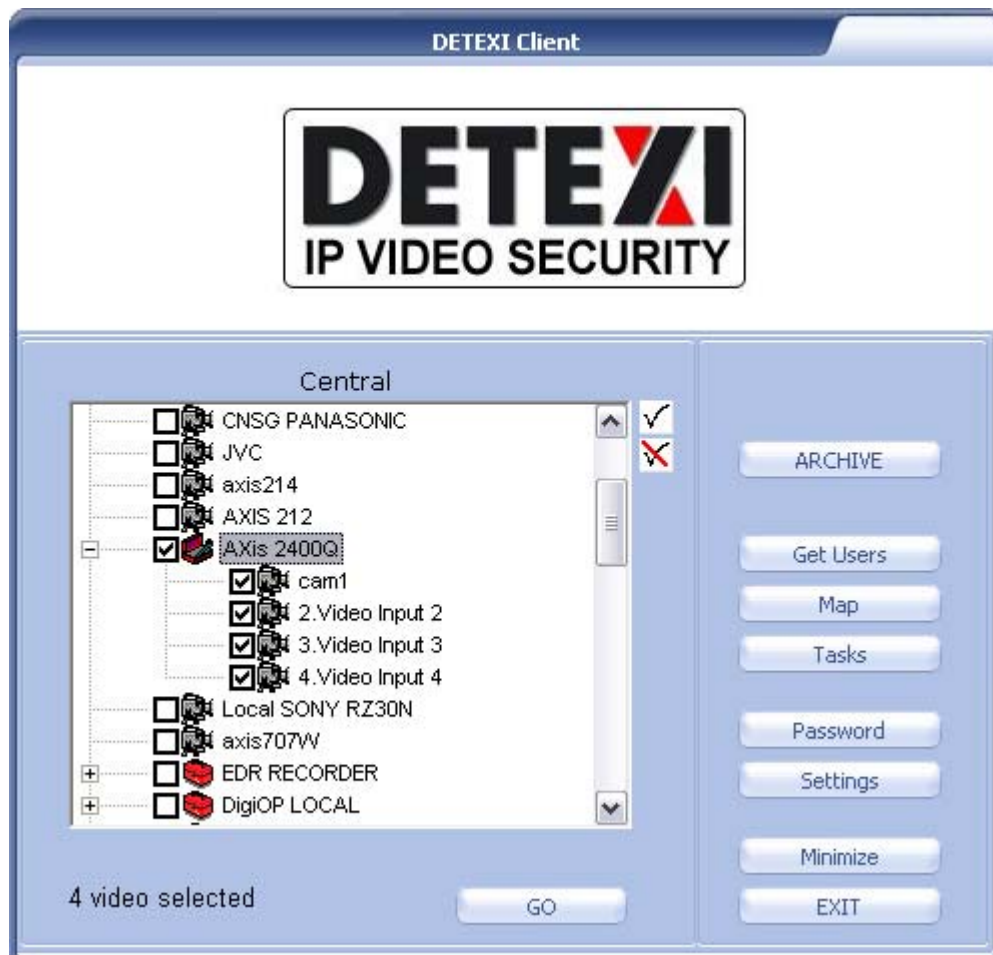 DETEXI Client
DETEXI
IP VIDEO SECURITY
Central
CNSG PANASONIC
JVC
axis214
AXIS 212
AXis 2400Q
cam1
2.Video Input 2
3.Video Input 3
4.Video Input 4
Local SONY RZ30N
axis707W
EDR RECORDER
DigiOP LOCAL
4 video selected
GO
ARCHIVE
Get Users
Map
Tasks
Password
Settings
Minimize
EXIT